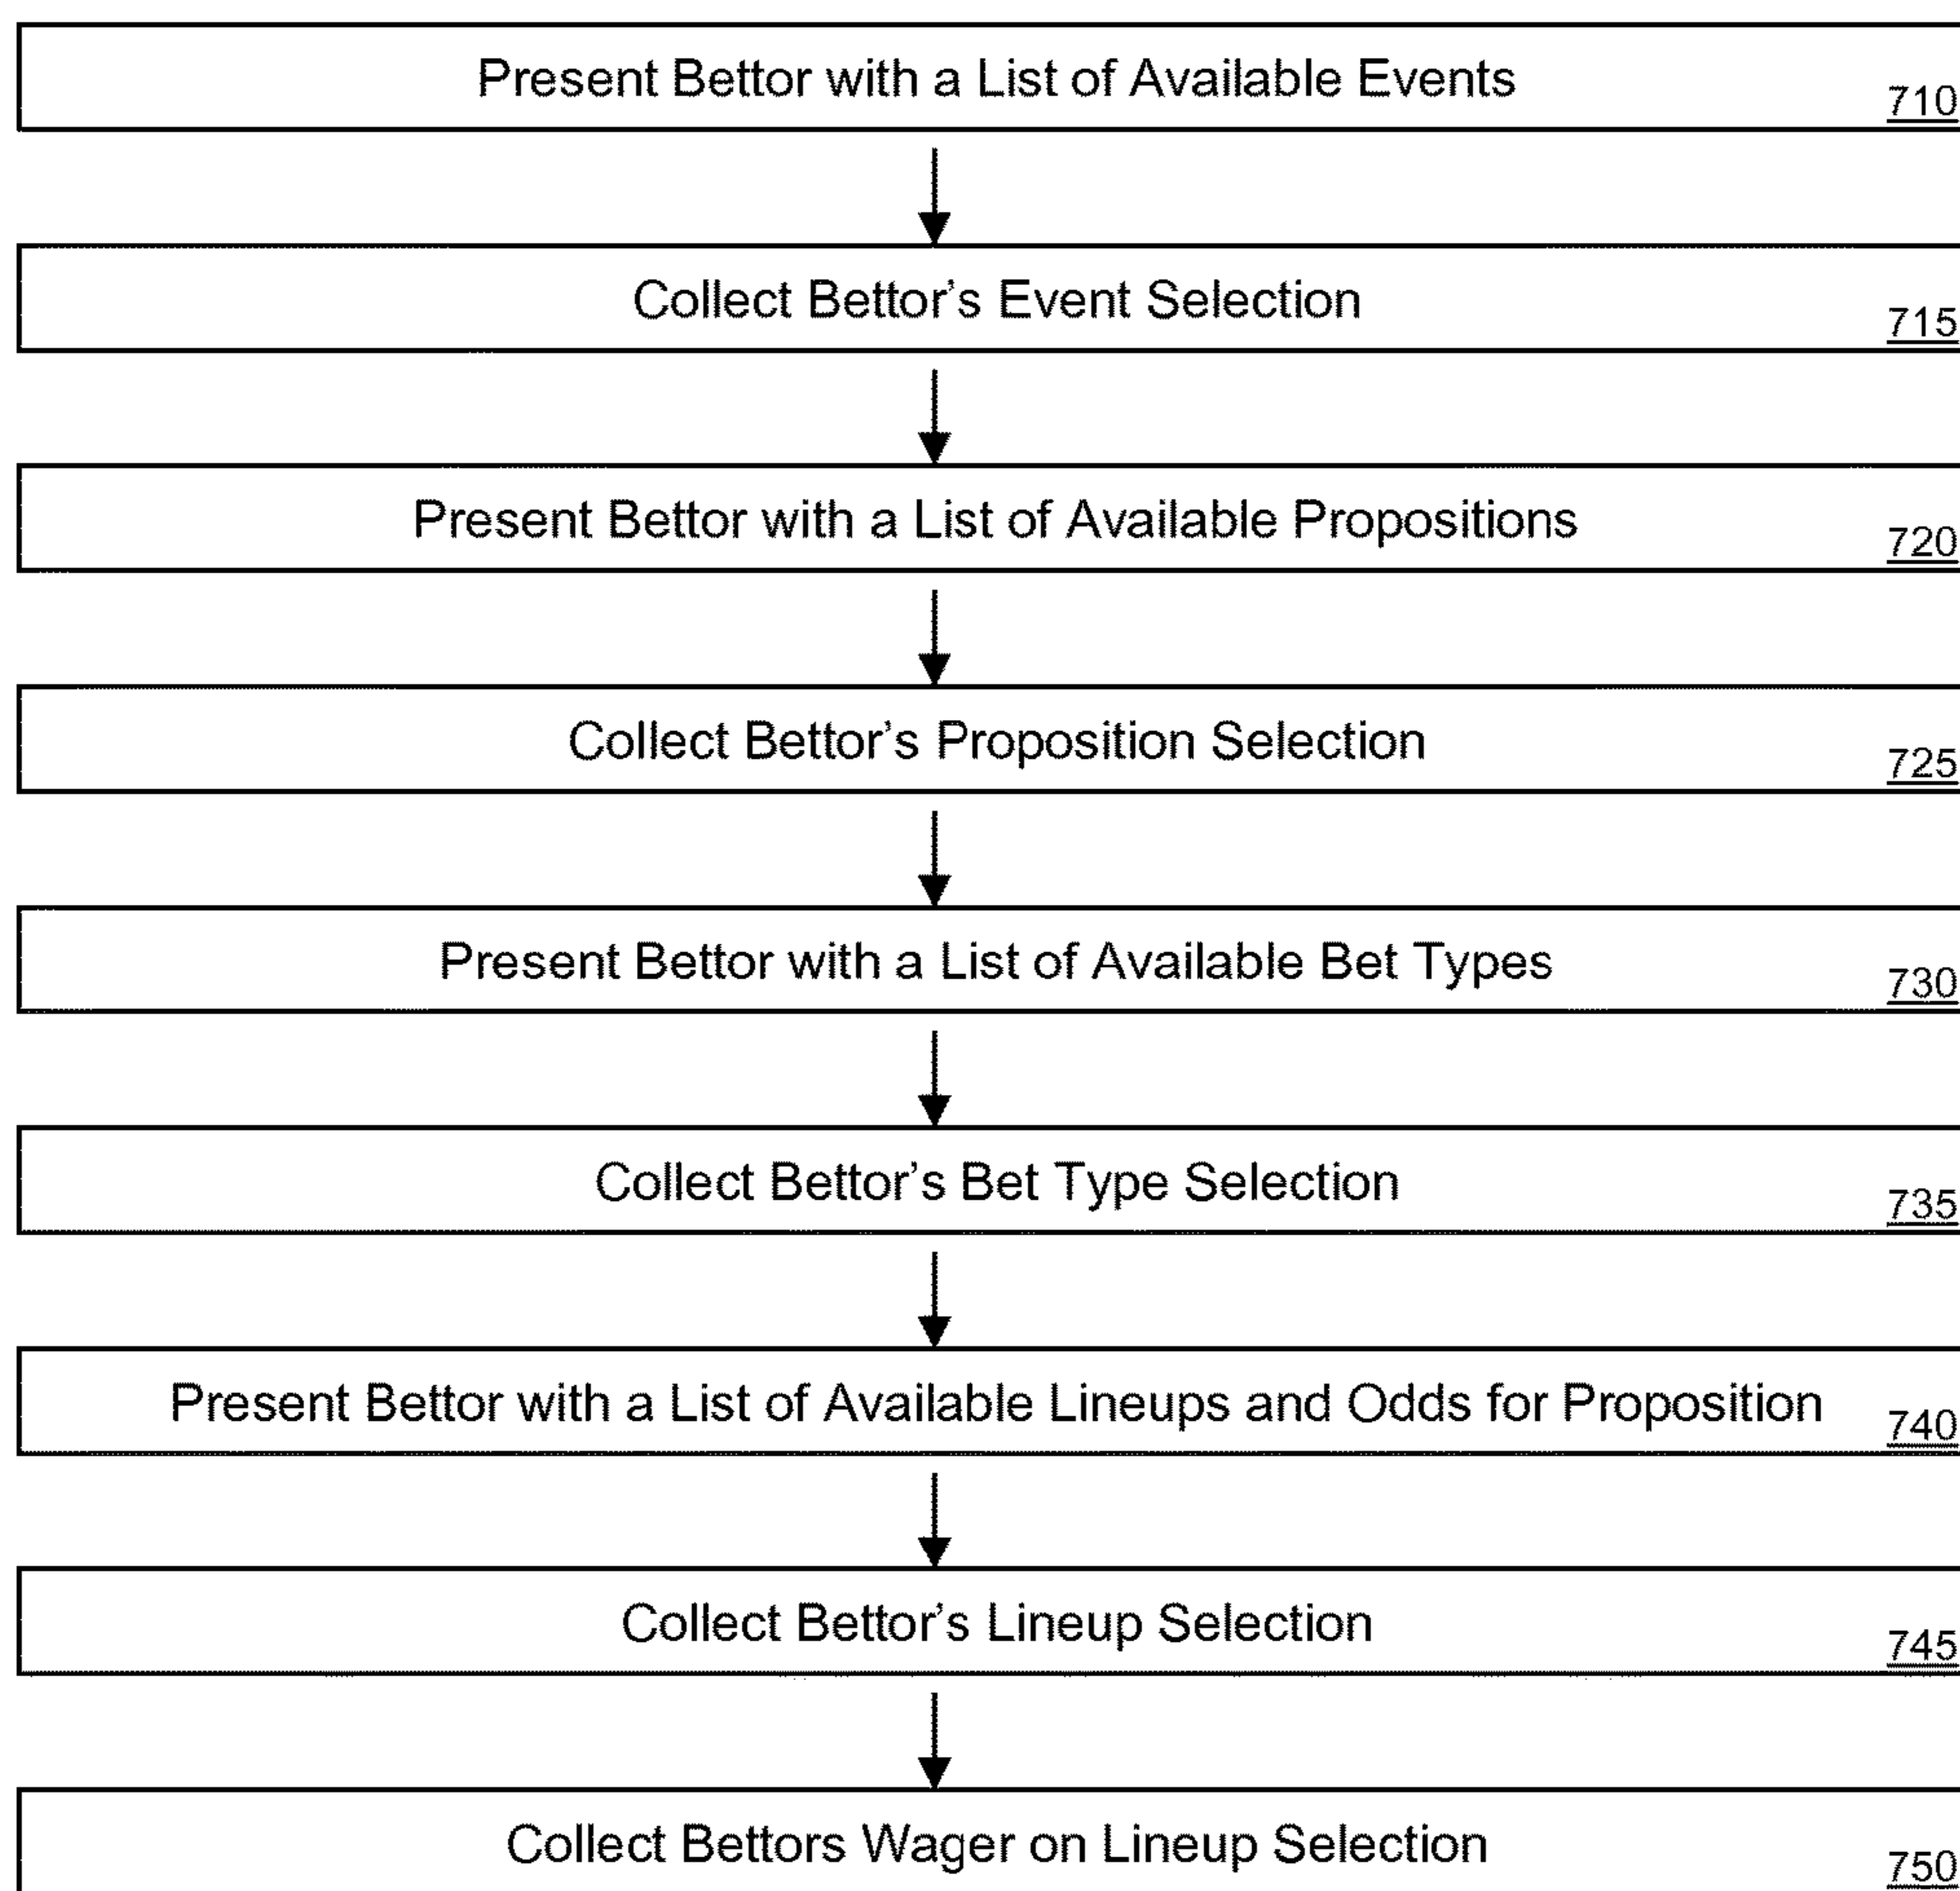 Present Bettor with a List of Available Events
710
Collect Bettor's Event Selection
715
Present Bettor with a List of Available Propositions
720
Collect Bettor's Proposition Selection
725
Present Bettor with a List of Available Bet Types
730
Collect Bettor's Bet Type Selection
735
Present Bettor with a List of Available Lineups and Odds for Proposition
740
Collect Bettor's Lineup Selection
745
Collect Bettors Wager on Lineup Selection
750